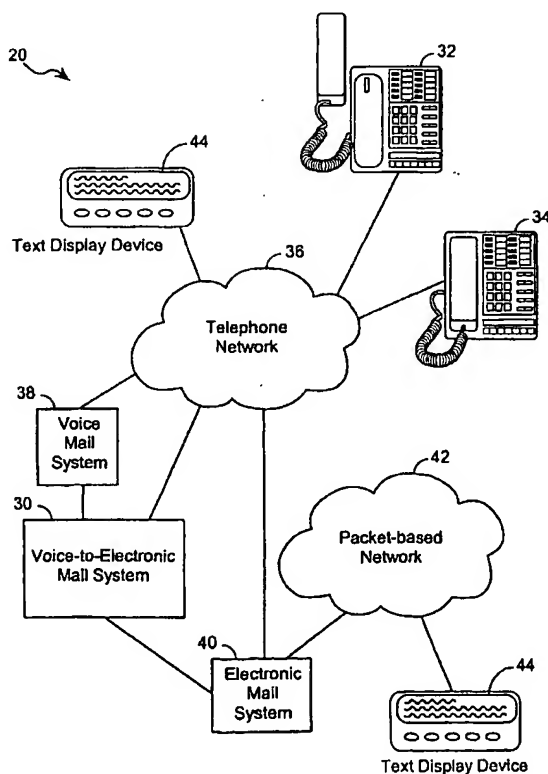 20
32
44
Text Display Device
34
36
Telephone
Network
38
Voice
Mail
System
30
Voice-to-Electronic
Mail System
42
Packet-based
Network
40
Electronic
Mail
System
44
Text Display Device